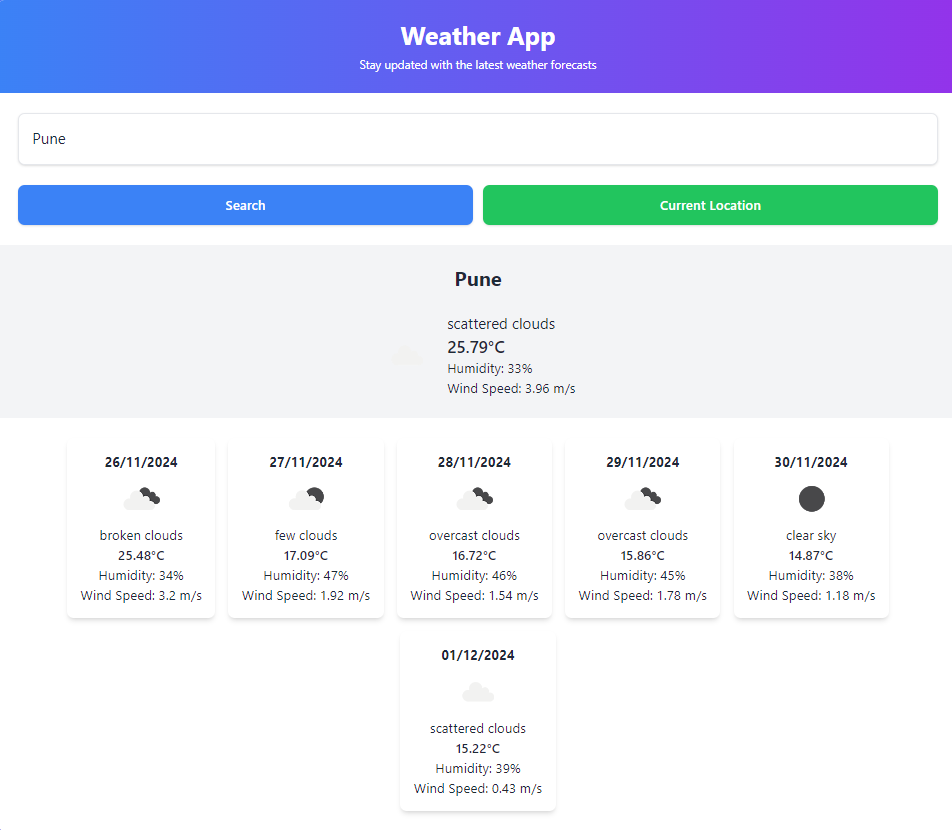 Weather App
Stay updated with the latest weather forecasts
Pune
Search
Current Location
Pune
scattered clouds
25.79°C
Humidity: 33%
Wind Speed: 3.96 m/s
26/11/2024
broken clouds
25.48°C
Humidity: 34%
Wind Speed: 3.2 m/s
27/11/2024
few clouds
17.09°C
Humidity: 47%
Wind Speed: 1.92 m/s
28/11/2024
overcast clouds
16.72°C
Humidity: 46%
Wind Speed: 1.54 m/s
29/11/2024
overcast clouds
15.86°C
Humidity: 45%
Wind Speed: 1.78 m/s
30/11/2024
clear sky
14.87°C
Humidity: 38%
Wind Speed: 1.18 m/s
01/12/2024
scattered clouds
15.22°C
Humidity: 39%
Wind Speed: 0.43 m/s